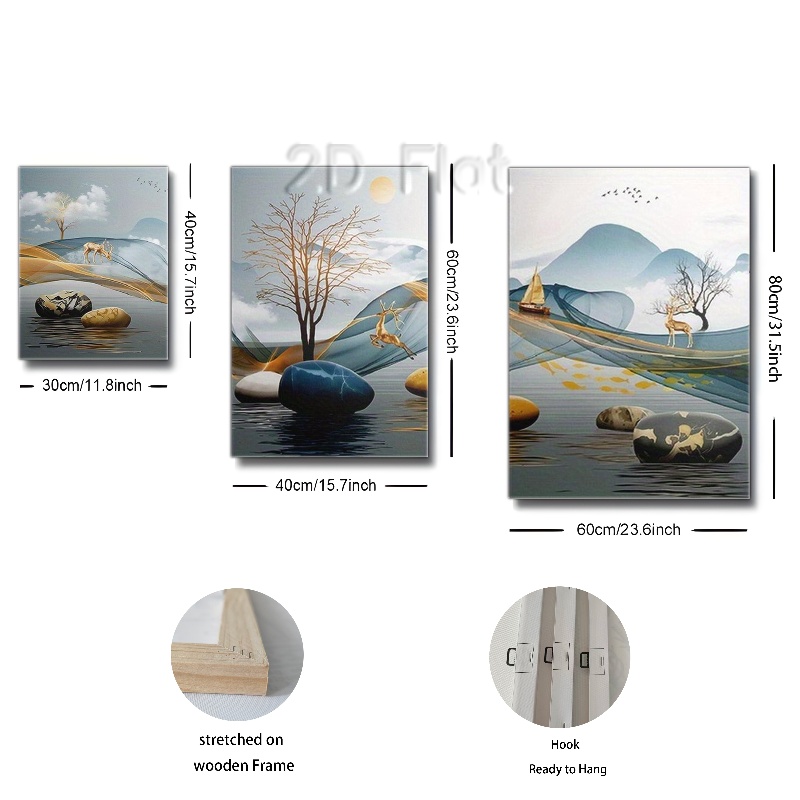 2D Flat
40cm/15.7inch
30cm/11.8inch
60cm/23.6inch
40cm/15.7inch
80cm/31.5inch
60cm/23.6inch
stretched on
wooden Frame
Hook
Ready to Hang